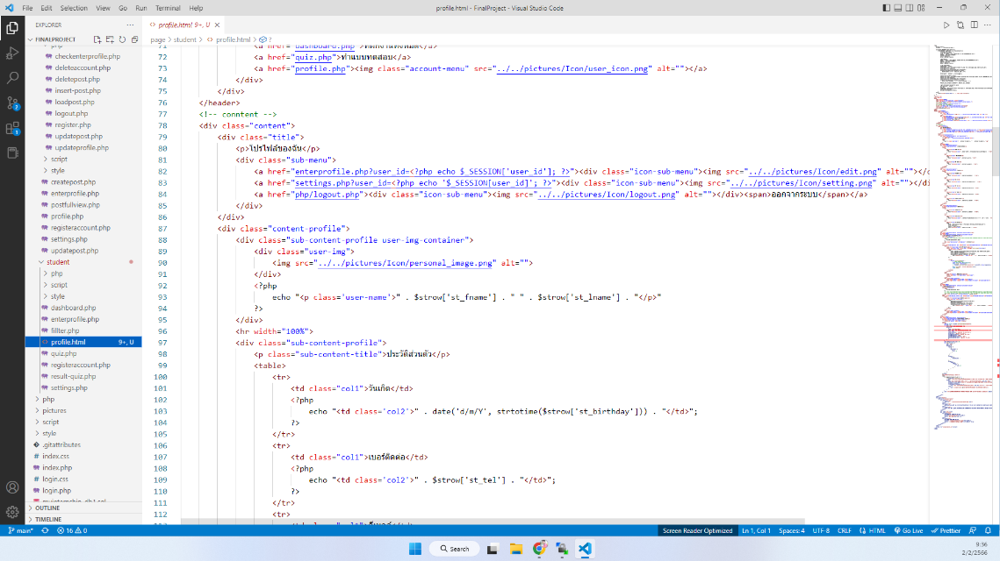 File Edit Selection View Go Run Terminal Help
profile.html - FinalProject - Visual Studio Code
EXPLORER
FINALPROJECT
php
checkenterprofile.php
deleteaccount.php
deletepost.php
insert-post.php
loadpost.php
logout.php
register.php
updatepost.php
updateprofile.php
script
style
createpost.php
enterprofile.php
postfullview.php
profile.php
registeraccount.php
settings.php
updatepost.php
student
php
script
style
dashboard.php
enterprofile.php
fillter.php
profile.html 9+, U
quiz.php
registeraccount.php
result-quiz.php
settings.php
php
pictures
script
style
.gitattributes
index.css
index.php
login.css
login.php
OUTLINE
TIMELINE
profile.html 9+, U
page > student > profile.html > ?
71 <a href="dashboard.php">
72 <a href="quiz.php">ทำแบบทดสอบ</a>
73 <a href="profile.php"><img class="account-menu" src="../../pictures/Icon/user_icon.png" alt=""></a>
74 </div>
75 </div>
76 </header>
77 <!-- conntent -->
78 <div class="content">
79 <div class="title">
80 <p>โปรไฟล์ของฉัน</p>
81 <div class="sub-menu">
82 <a href="enterprofile.php?user_id=<?php echo $_SESSION['user_id']; ?>"><div class="icon-sub-menu"><img src="../../pictures/Icon/edit.png" alt=""></
83 <a href="settings.php?user_id=<?php echo '$_SESSION[user_id]'; ?>"><div class="icon-sub-menu"><img src="../../pictures/Icon/setting.png" alt=""></di
84 <a href="php/logout.php"><div class="icon-sub-menu"><img src="../../pictures/Icon/logout.png" alt=""></div><span>ออกจากระบบ</span></a>
85 </div>
86 </div>
87 <div class="content-profile">
88 <div class="sub-content-profile user-img-container">
89 <div class="user-img">
90 <img src="../../pictures/Icon/personal_image.png" alt="">
91 </div>
92 <?php
93 echo "<p class='user-name'>" . $strow['st_fname'] . " " . $strow['st_lname'] . "</p>"
94 ?>
95 </div>
96 <hr width="100%">
97 <div class="sub-content-profile">
98 <p class="sub-content-title">ประวัติส่วนตัว</p>
99 <table>
100 <tr>
101 <td class="col1">วันเกิด</td>
102 <?php
103 echo "<td class='col2'>" . date('d/m/Y', strtotime($strow['st_birthday'])) . "</td>";
104 ?>
105 </tr>
106 <tr>
107 <td class="col1">เบอร์ติดต่อ</td>
108 <?php
109 echo "<td class='col2'>" . $strow['st_tel'] . "</td>";
110 ?>
111 </tr>
112 <tr>
main* 16 0
Screen Reader Optimized Ln 1, Col 1 Spaces: 4 UTF-8 CRLF HTML Go Live Prettier
Search
9:56
2/2/2566